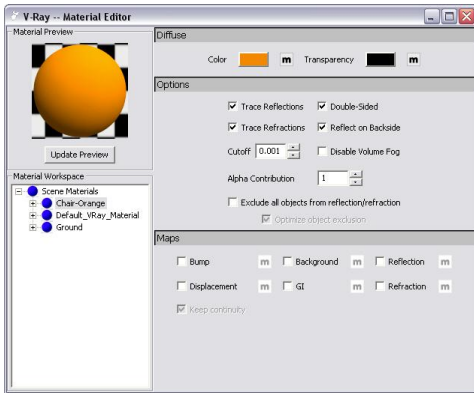 V-Ray -- Material Editor
Material Preview
Update Preview
Material Workspace
Scene Materials
Chair-Orange
Default_VRay_Material
Ground
Diffuse
Color m Transparency m
Options
Trace Reflections Double-Sided
Trace Refractions Reflect on Backside
Cutoff 0.001 Disable Volume Fog
Alpha Contribution 1
Exclude all objects from reflection/refraction
Optimize object exclusion
Maps
Bump m Background m Reflection m
Displacement m GI m Refraction m
Keep continuity